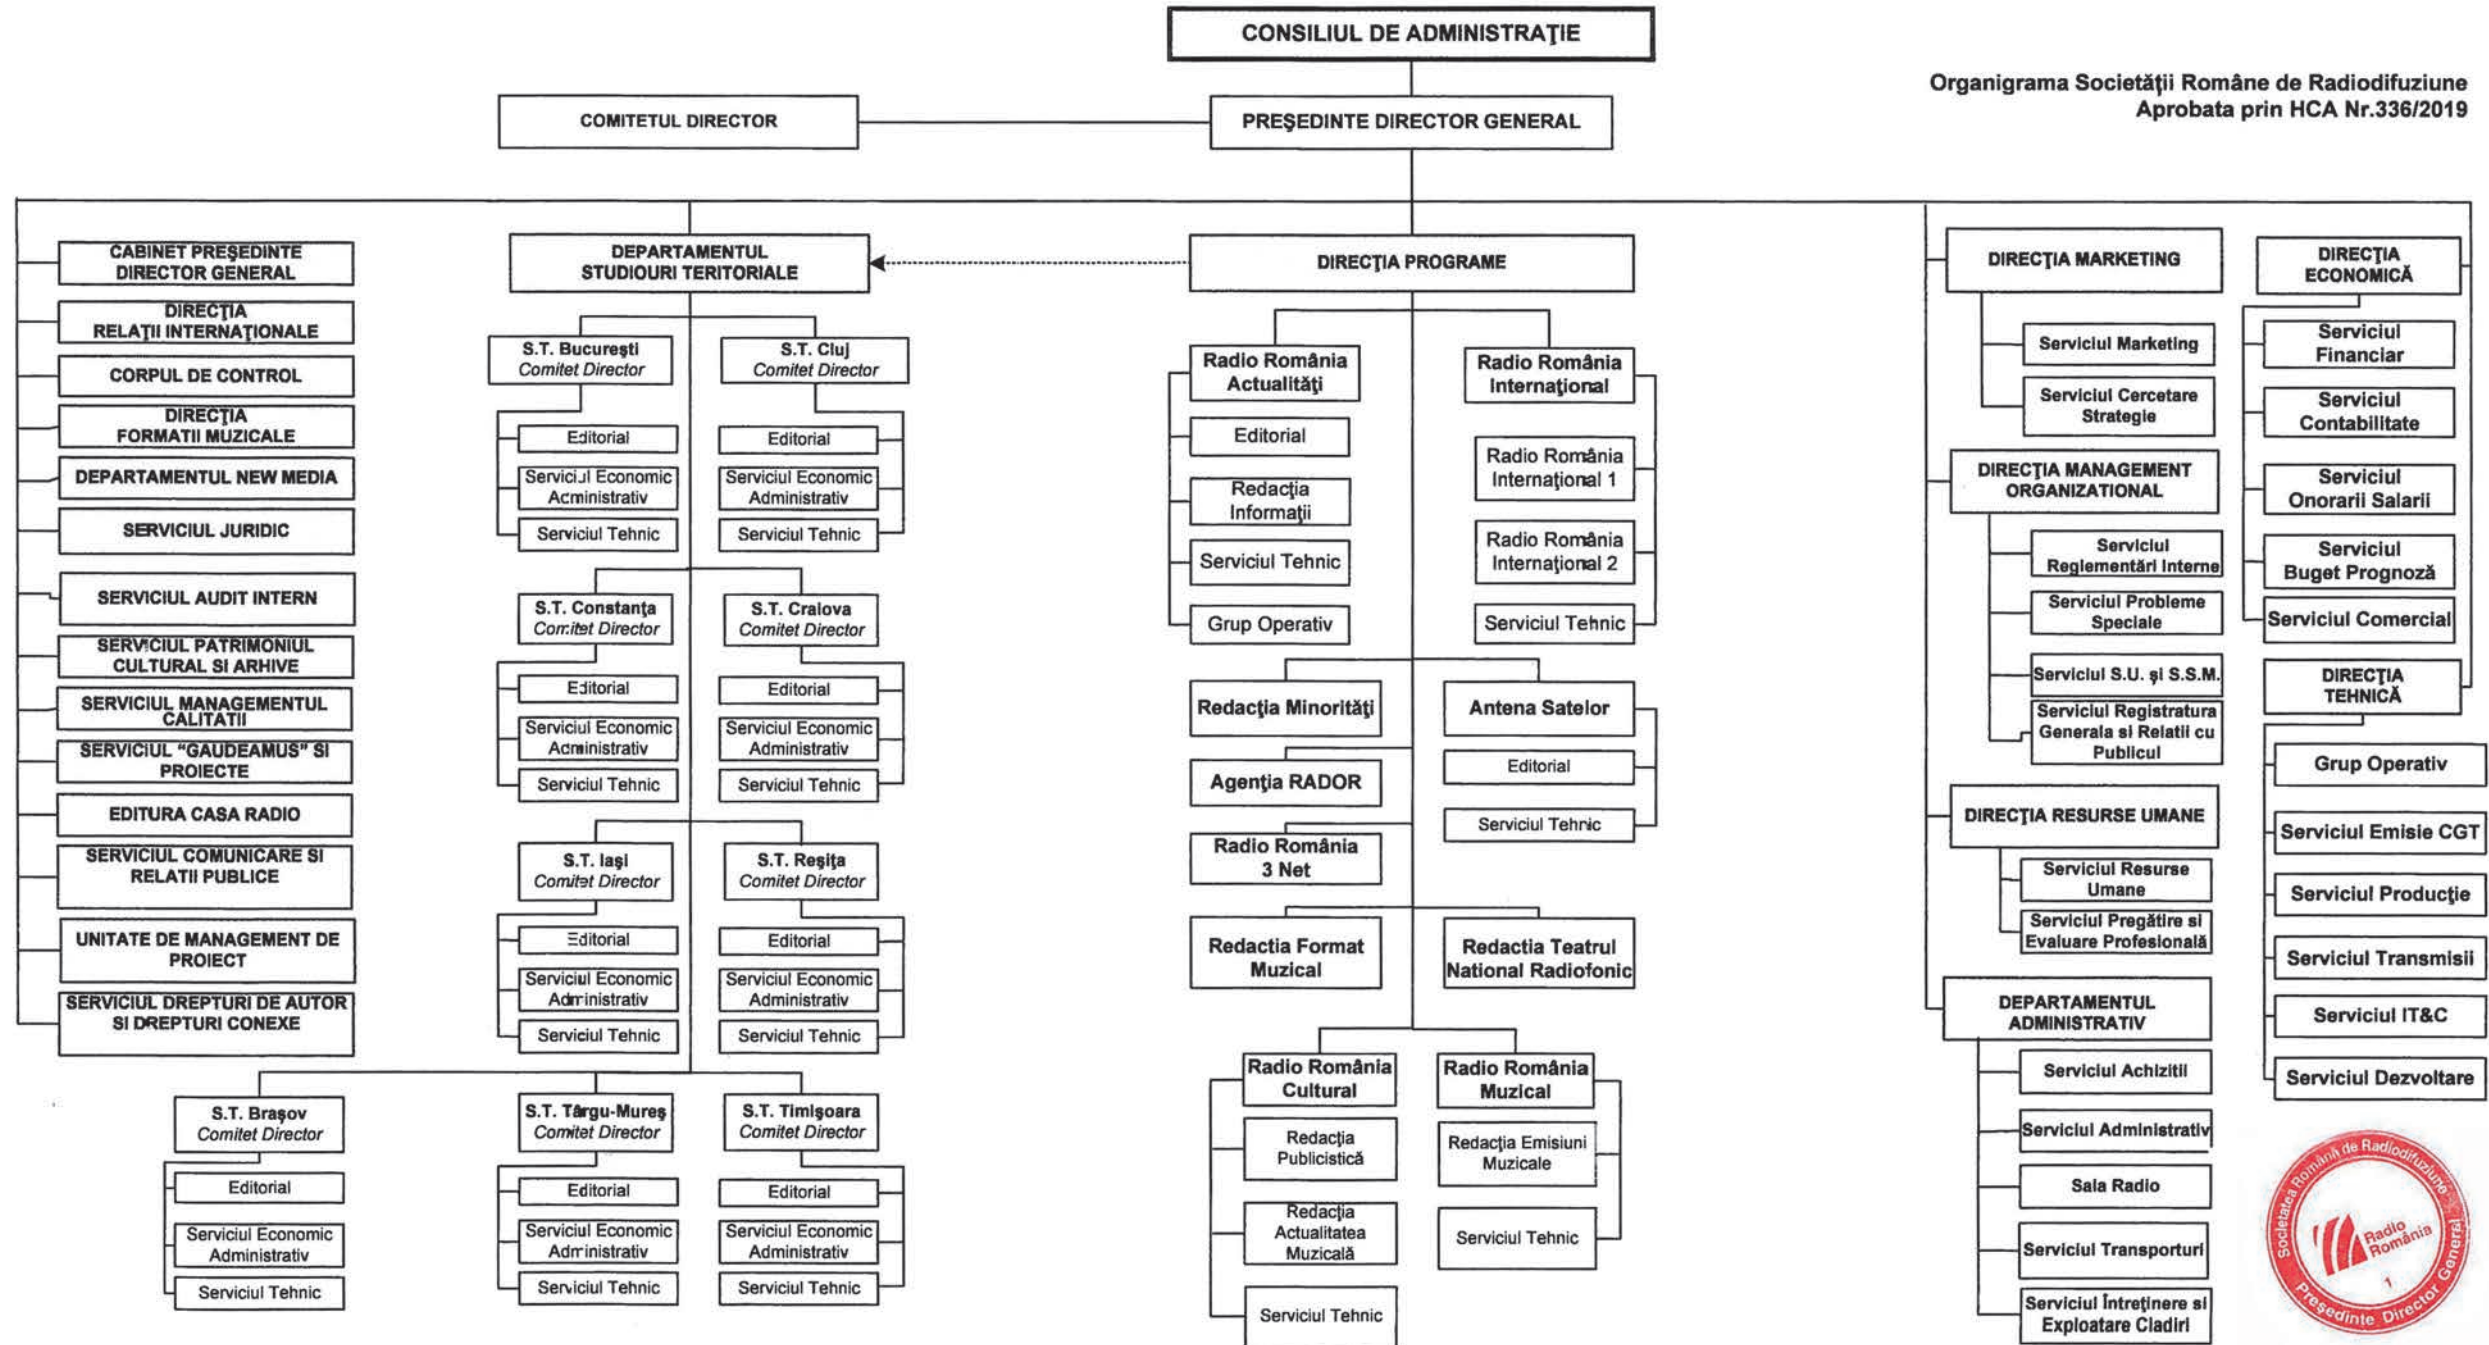 CONSILIUL DE ADMINISTRAŢIE
Organigrama Societăţii Române de Radiodifuziune
Aprobata prin HCA Nr.336/2019
COMITETUL DIRECTOR
PREŞEDINTE DIRECTOR GENERAL
CABINET PREŞEDINTE
DIRECTOR GENERAL
DIRECŢIA
RELAŢII INTERNAŢIONALE
CORPUL DE CONTROL
DIRECŢIA
FORMATII MUZICALE
DEPARTAMENTUL NEW MEDIA
SERVICIUL JURIDIC
SERVICIUL AUDIT INTERN
SERVICIUL PATRIMONIUL
CULTURAL SI ARHIVE
SERVICIUL MANAGEMENTUL
CALITATII
SERVICIUL “GAUDEAMUS” SI
PROIECTE
EDITURA CASA RADIO
SERVICIUL COMUNICARE SI
RELATII PUBLICE
UNITATE DE MANAGEMENT DE
PROIECT
SERVICIUL DREPTURI DE AUTOR
SI DREPTURI CONEXE
DEPARTAMENTUL
STUDIOURI TERITORIALE
S.T. Bucureşti
Comitet Director
Editorial
Serviciul Economic
Administrativ
Serviciul Tehnic
S.T. Cluj
Comitet Director
Editorial
Serviciul Economic
Administrativ
Serviciul Tehnic
S.T. Constanţa
Comitet Director
Editorial
Serviciul Economic
Administrativ
Serviciul Tehnic
S.T. Craiova
Comitet Director
Editorial
Serviciul Economic
Administrativ
Serviciul Tehnic
S.T. Iaşi
Comitet Director
Editorial
Serviciul Economic
Administrativ
Serviciul Tehnic
S.T. Reşiţa
Comitet Director
Editorial
Serviciul Economic
Administrativ
Serviciul Tehnic
S.T. Braşov
Comitet Director
Editorial
Serviciul Economic
Administrativ
Serviciul Tehnic
S.T. Târgu-Mureş
Comitet Director
Editorial
Serviciul Economic
Administrativ
Serviciul Tehnic
S.T. Timişoara
Comitet Director
Editorial
Serviciul Economic
Administrativ
Serviciul Tehnic
DIRECŢIA PROGRAME
Radio România
Actualităţi
Editorial
Redacţia
Informaţii
Serviciul Tehnic
Grup Operativ
Radio România
Internaţional
Radio România
Internaţional 1
Radio România
Internaţional 2
Serviciul Tehnic
Redacţia Minorităţi
Agenţia RADOR
Radio România
3 Net
Antena Satelor
Editorial
Serviciul Tehnic
Redactia Format
Muzical
Redactia Teatrul
National Radiofonic
Radio România
Cultural
Redacţia
Publicistică
Redacţia
Actualitatea
Muzicală
Serviciul Tehnic
Radio România
Muzical
Redacţia Emisiuni
Muzicale
Serviciul Tehnic
DIRECŢIA MARKETING
Serviciul Marketing
Serviciul Cercetare
Strategie
DIRECŢIA MANAGEMENT
ORGANIZATIONAL
Serviciul
Reglementări Interne
Serviciul Probleme
Speciale
Serviciul S.U. şi S.S.M.
Serviciul Registratura
Generala si Relatii cu
Publicul
DIRECŢIA RESURSE UMANE
Serviciul Resurse
Umane
Serviciul Pregătire si
Evaluare Profesională
DEPARTAMENTUL
ADMINISTRATIV
Serviciul Achizitii
Serviciul Administrativ
Sala Radio
Serviciul Transporturi
Serviciul Întreţinere si
Exploatare Cladiri
DIRECŢIA
ECONOMICĂ
Serviciul
Financiar
Serviciul
Contabilitate
Serviciul
Onorarii Salarii
Serviciul
Buget Prognoză
Serviciul Comercial
DIRECŢIA
TEHNICĂ
Grup Operativ
Serviciul Emisie CGT
Serviciul Producţie
Serviciul Transmisii
Serviciul IT&C
Serviciul Dezvoltare
Societatea Română de Radiodifuziune
Radio
România
1
Preşedinte Director General